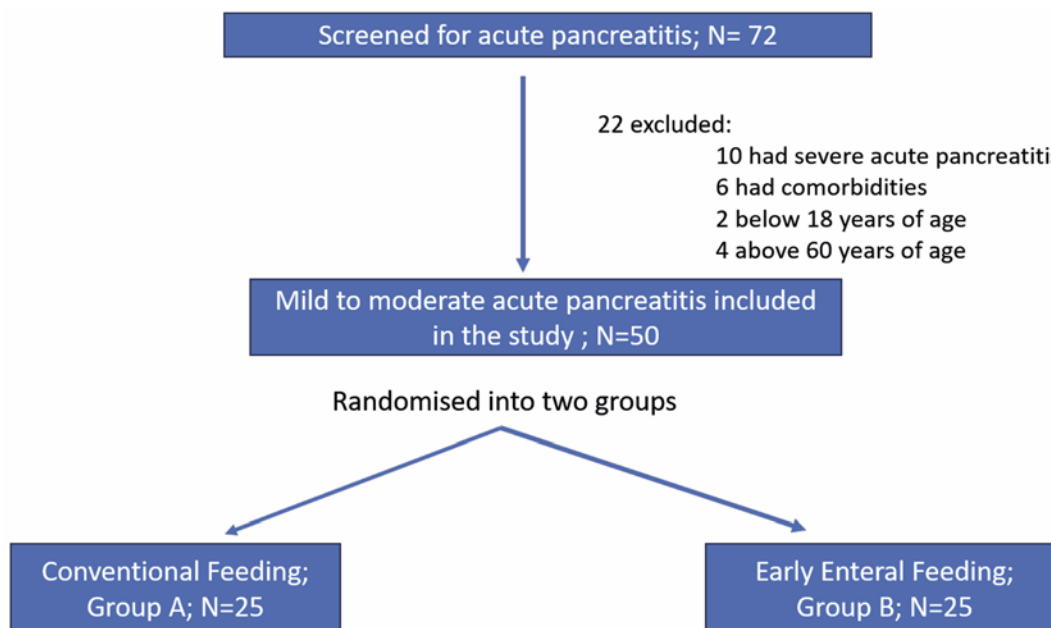 Screened for acute pancreatitis; N= 72
22 excluded:
10 had severe acute pancreatitis
6 had comorbidities
2 below 18 years of age
4 above 60 years of age
Mild to moderate acute pancreatitis included
in the study ; N=50
Randomised into two groups
Conventional Feeding;
Group A; N=25
Early Enteral Feeding;
Group B; N=25